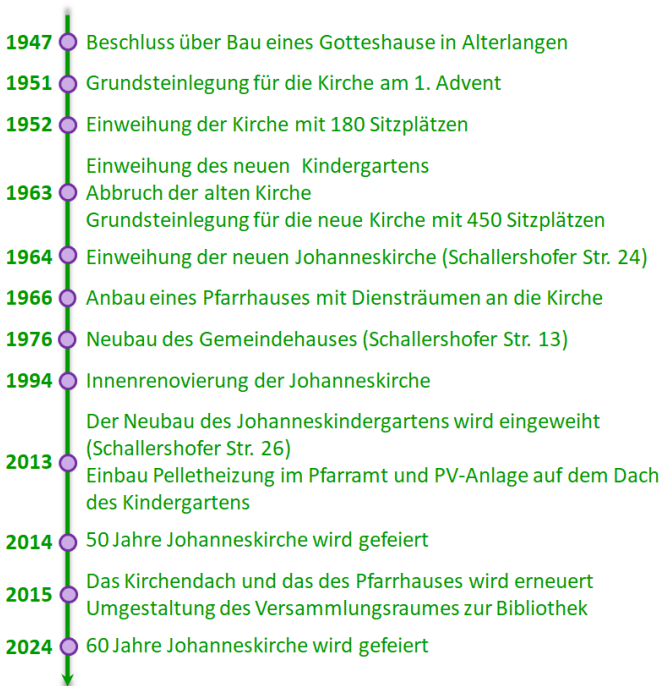 1947 Beschluss über Bau eines Gotteshause in Alterlangen
1951 Grundsteinlegung für die Kirche am 1. Advent
1952 Einweihung der Kirche mit 180 Sitzplätzen
Einweihung des neuen Kindergartens
1963 Abbruch der alten Kirche
Grundsteinlegung für die neue Kirche mit 450 Sitzplätzen
1964 Einweihung der neuen Johanneskirche (Schallershofer Str. 24)
1966 Anbau eines Pfarrhauses mit Diensträumen an die Kirche
1976 Neubau des Gemeindehauses (Schallershofer Str. 13)
1994 Innenrenovierung der Johanneskirche
Der Neubau des Johanneskindergartens wird eingeweiht
(Schallershofer Str. 26)
2013
Einbau Pelletheizung im Pfarramt und PV-Anlage auf dem Dach
des Kindergartens
2014 50 Jahre Johanneskirche wird gefeiert
Das Kirchendach und das des Pfarrhauses wird erneuert
2015
Umgestaltung des Versammlungsraumes zur Bibliothek
2024 60 Jahre Johanneskirche wird gefeiert